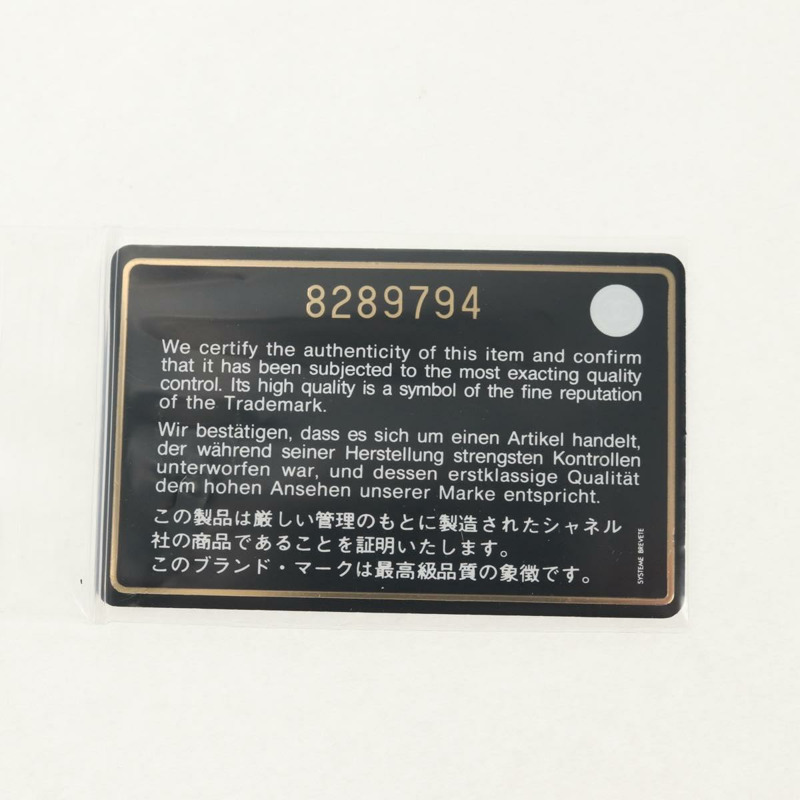 8289794
We certify the authenticity of this item and confirm
that it has been subjected to the most exacting quality
control. Its high quality is a symbol of the fine reputation
of the Trademark.
Wir bestätigen, dass es sich um einen Artikel handelt,
der während seiner Herstellung strengsten Kontrollen
unterworfen war, und dessen erstklassige Qualität
dem hohen Ansehen unserer Marke entspricht.
この製品は厳しい管理のもとに製造されたシャネル
社の商品であることを証明いたします。
このブランド・マークは最高級品質の象徴です。
SYSTEME BREVETE